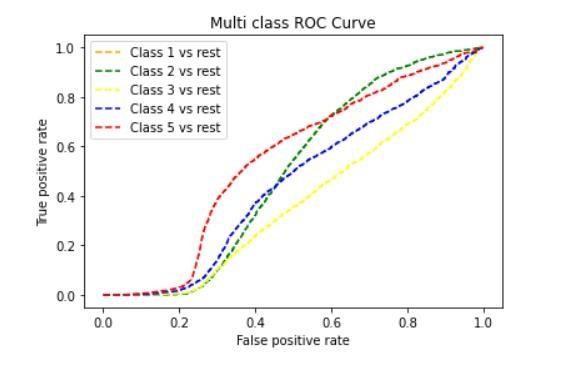 Multi class ROC Curve
Class 1 vs rest
Class 2 vs rest
Class 3 vs rest
Class 4 vs rest
Class 5 vs rest
True positive rate
1.0
0.8
0.6
0.4
0.2
0.0
0.0 0.2 0.4 0.6 0.8 1.0
False positive rate